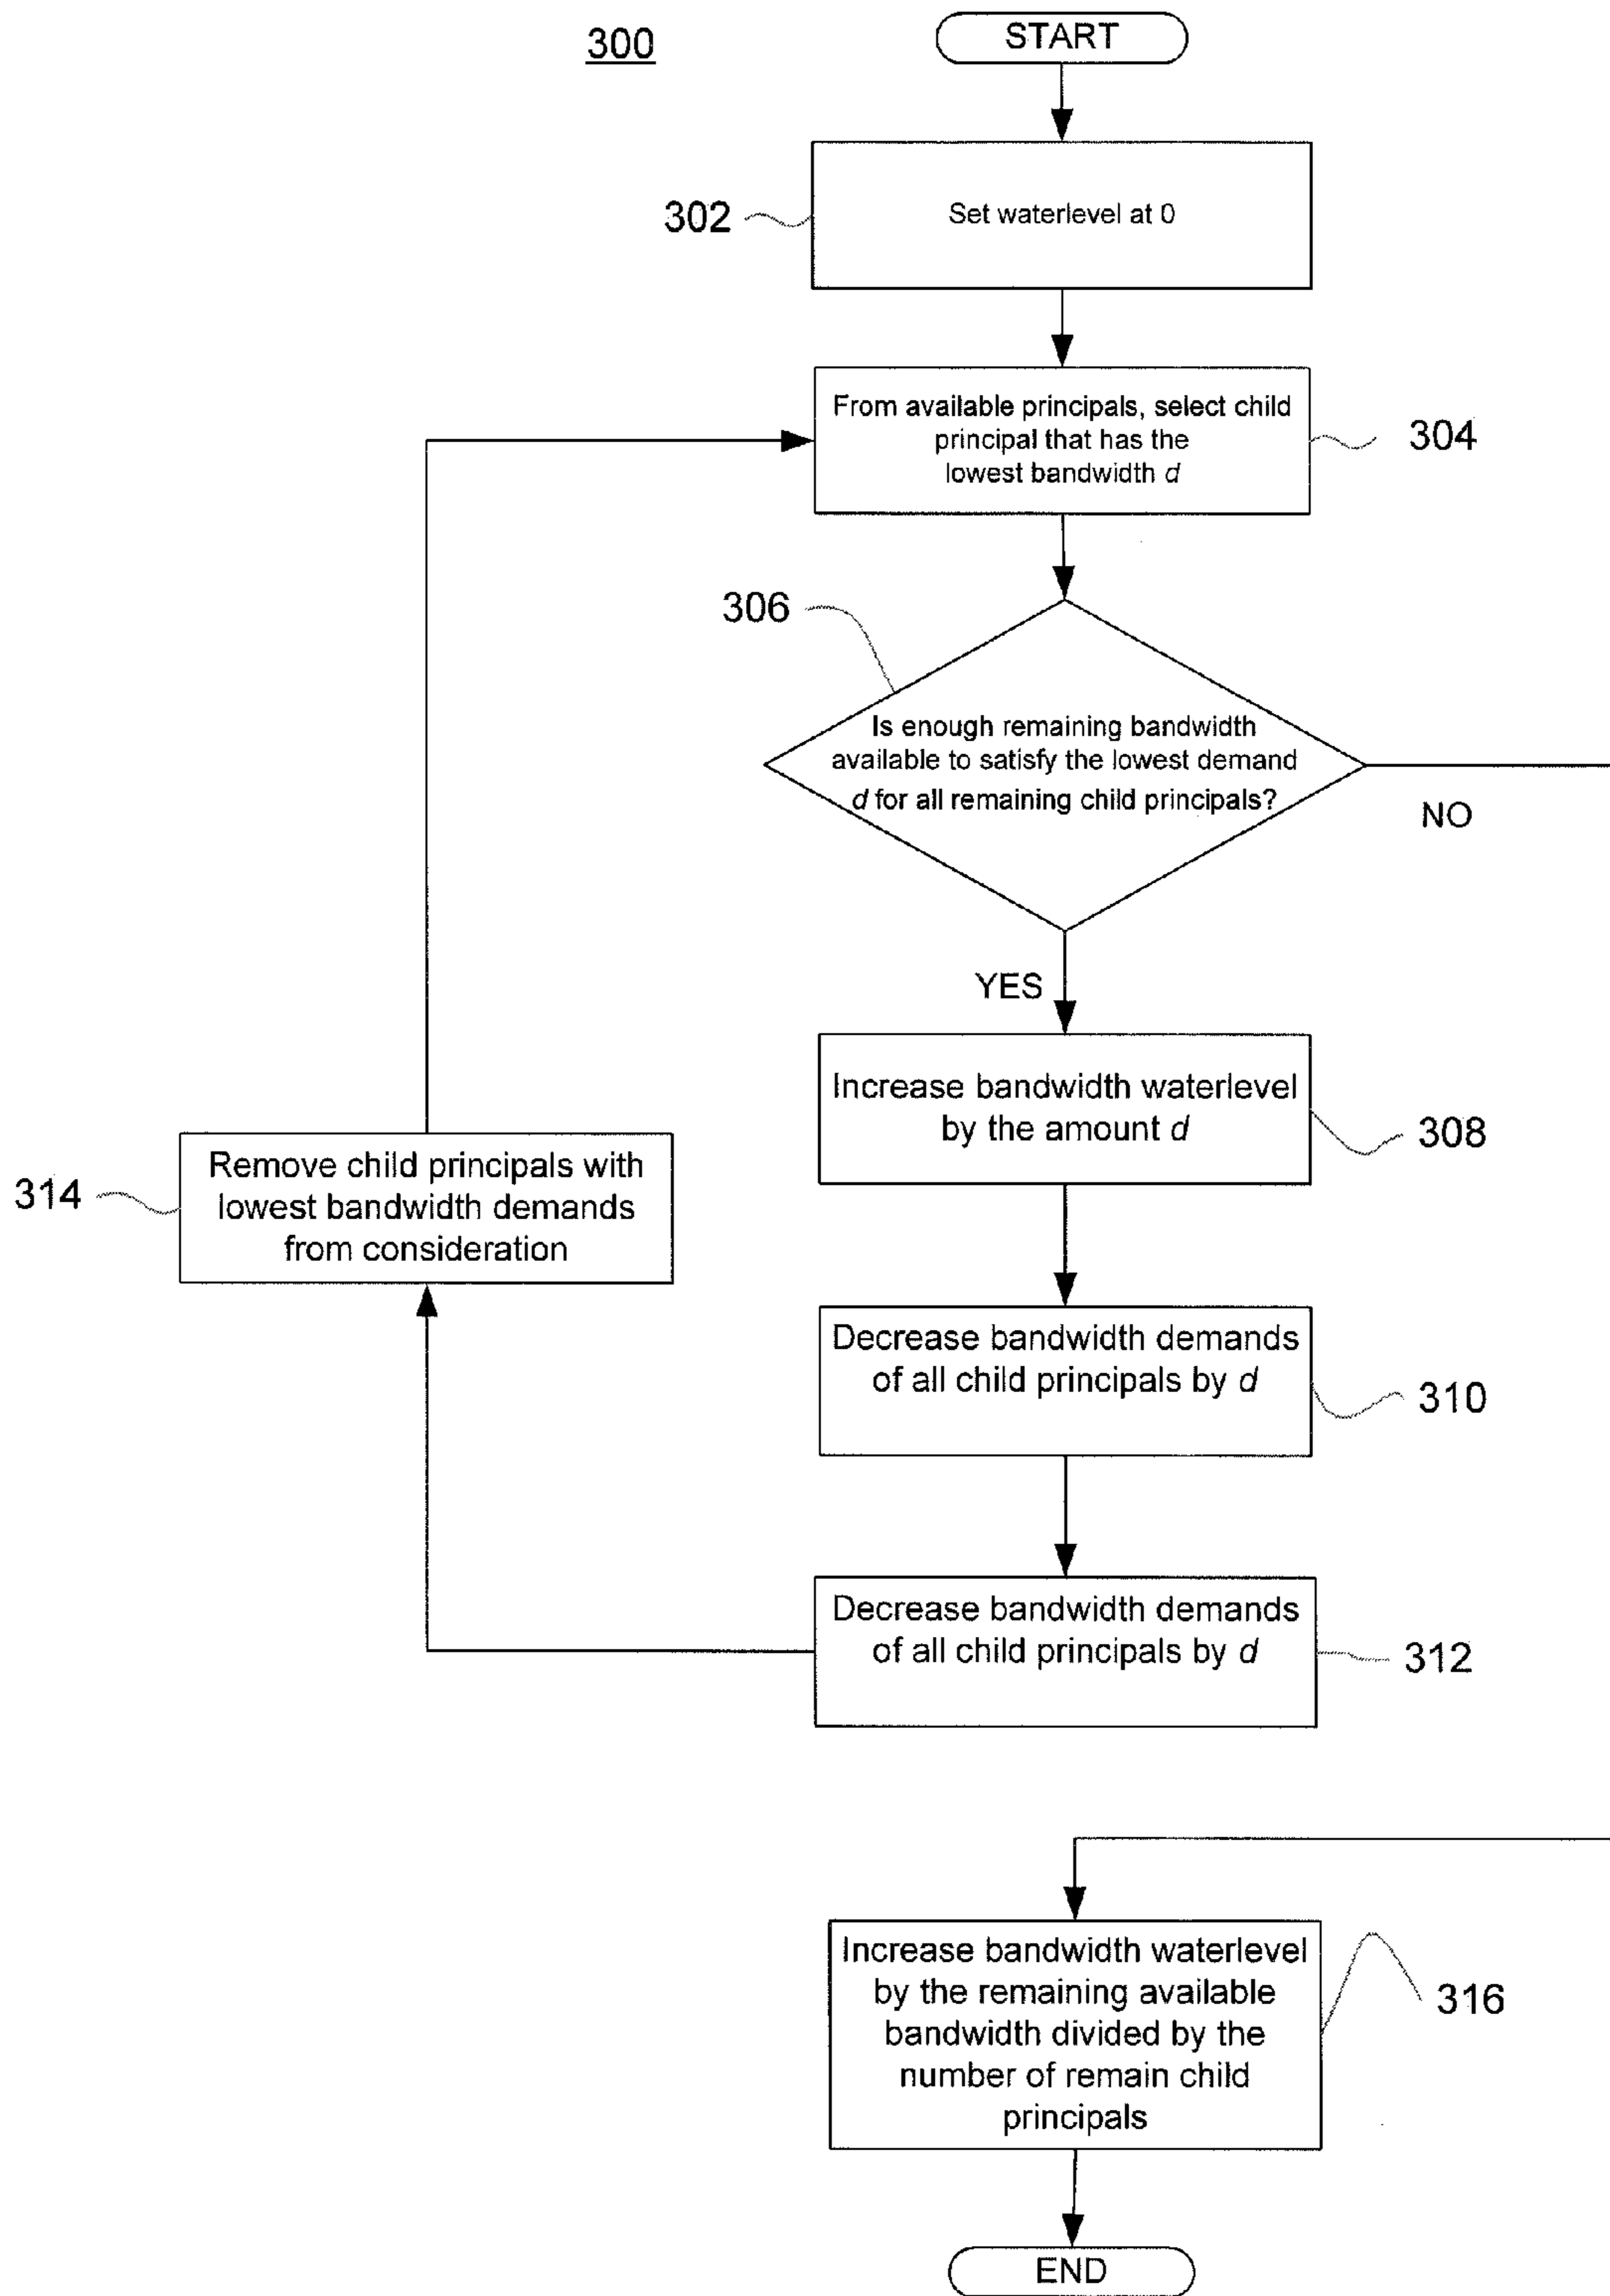 300
START
302
Set waterlevel at 0
From available principals, select child
principal that has the
lowest bandwidth d
304
306
Is enough remaining bandwidth
available to satisfy the lowest demand
d for all remaining child principals?
NO
YES
Increase bandwidth waterlevel
by the amount d
308
314
Remove child principals with
lowest bandwidth demands
from consideration
Decrease bandwidth demands
of all child principals by d
310
Decrease bandwidth demands
of all child principals by d
312
Increase bandwidth waterlevel
by the remaining available
bandwidth divided by the
number of remain child
principals
316
END